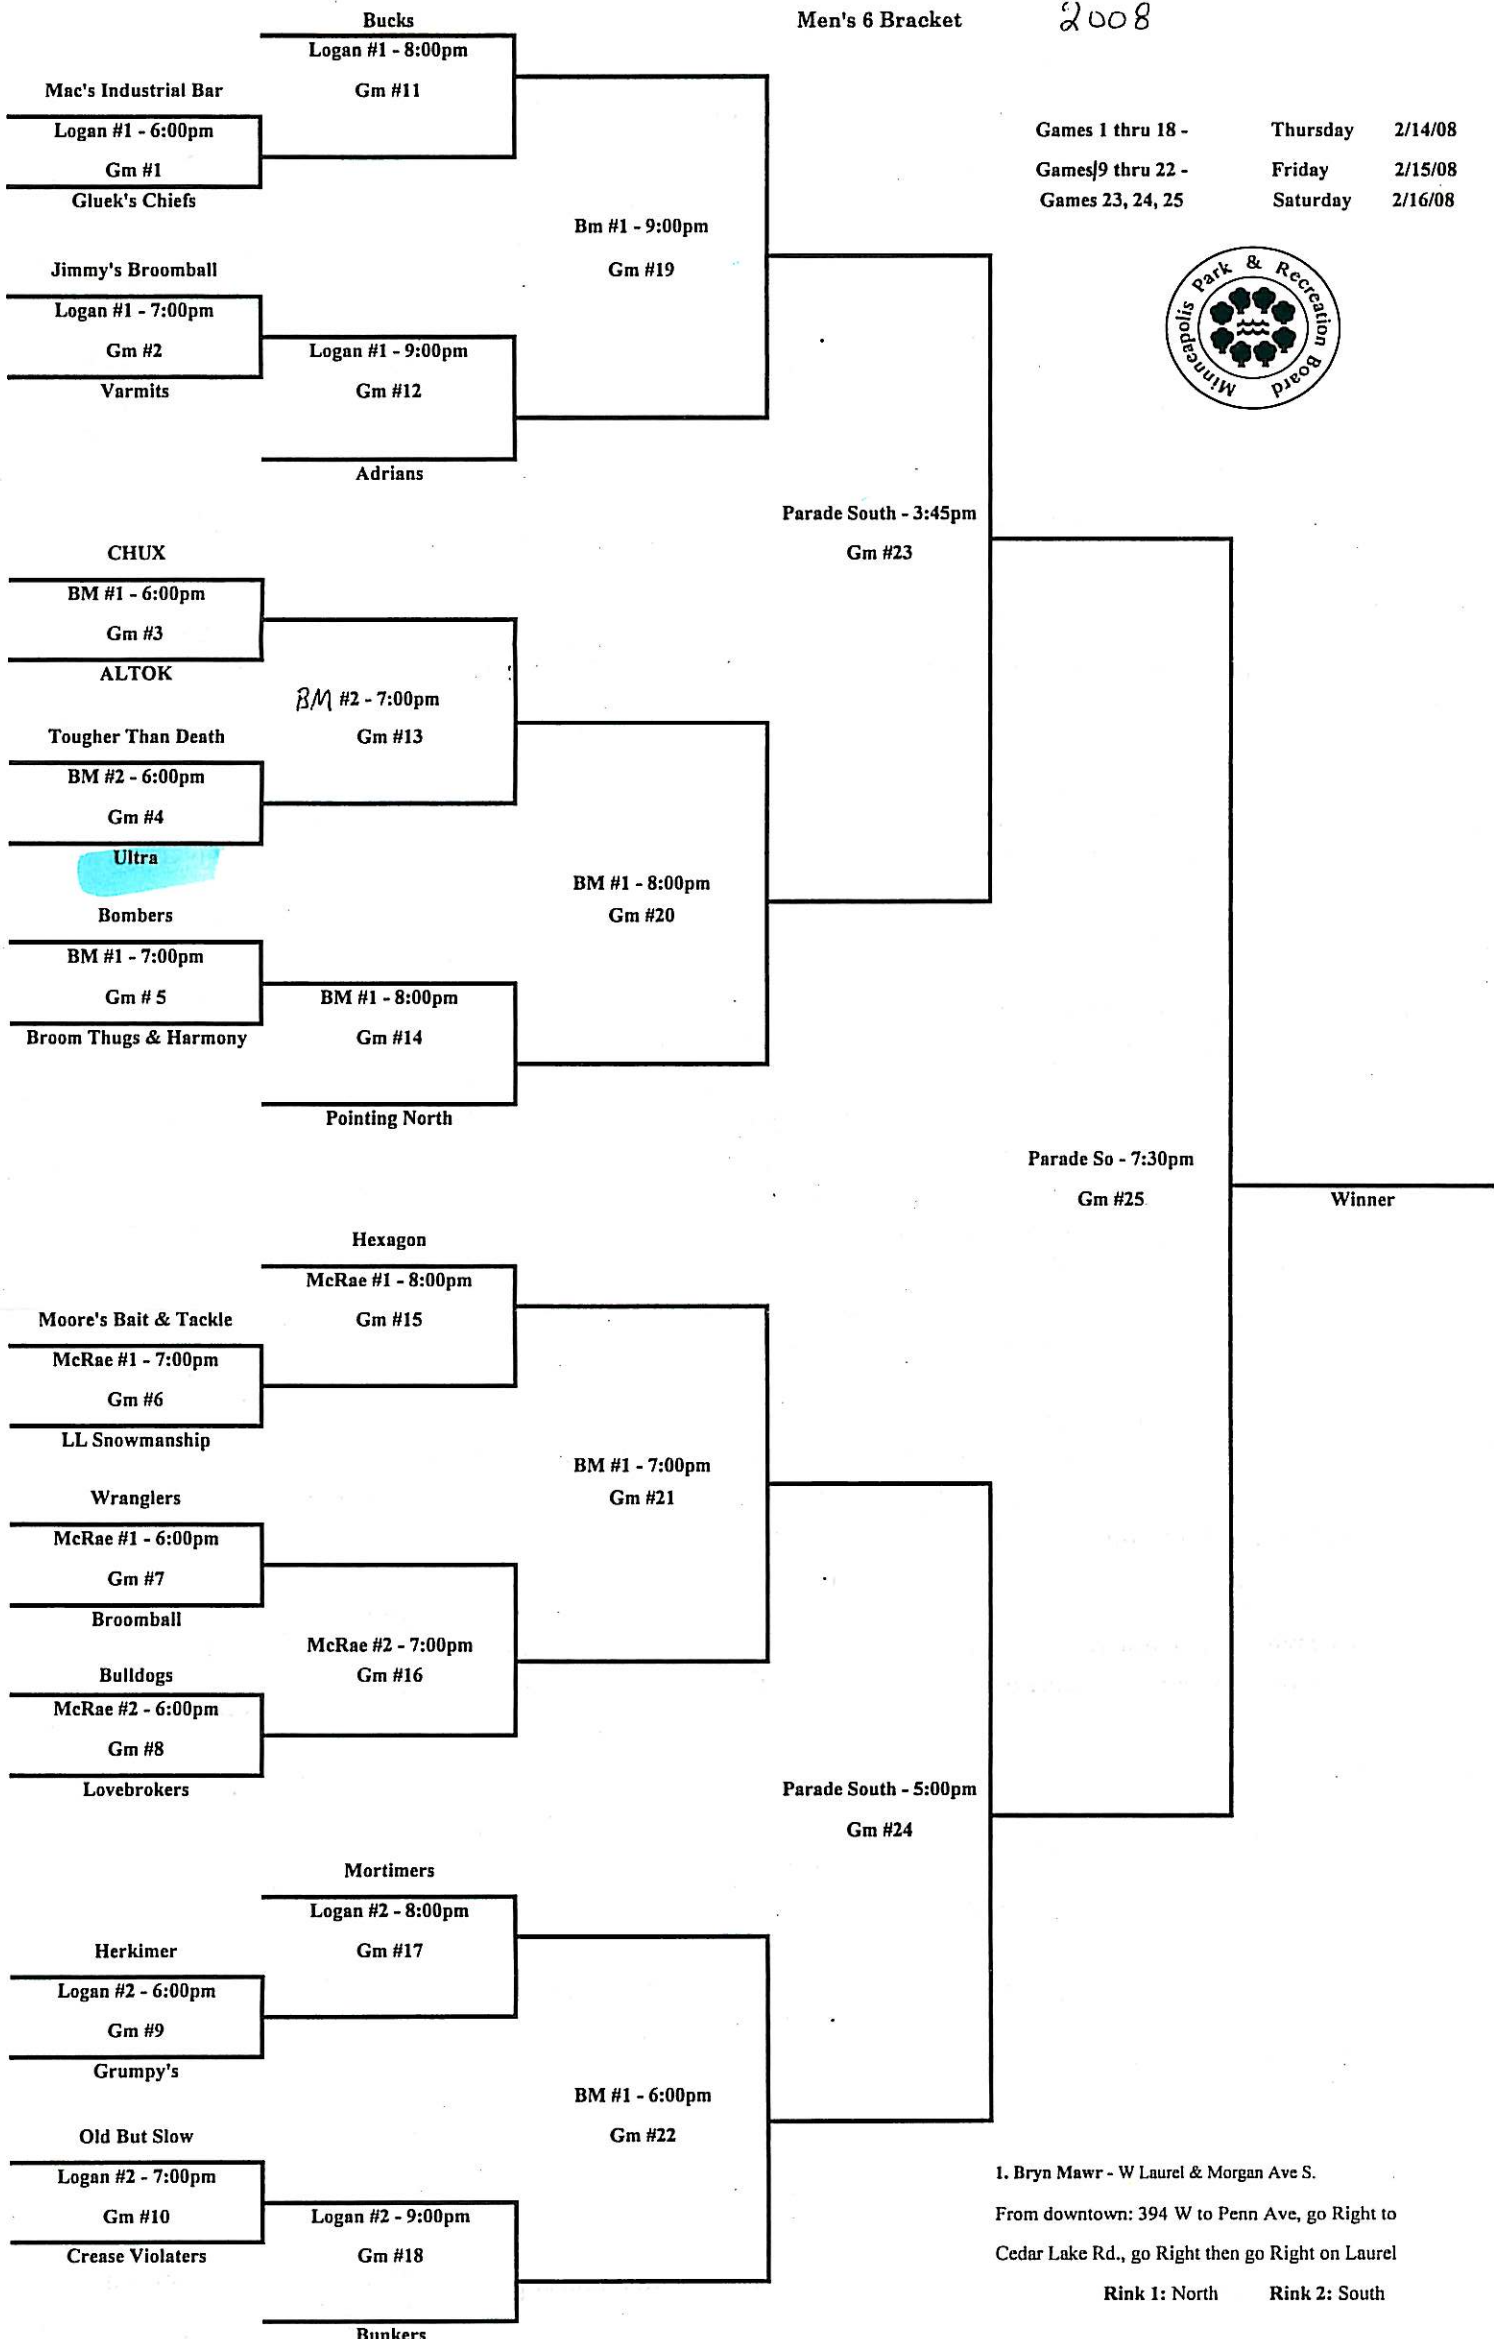 Men's 6 Bracket 2008
Games 1 thru 18 - Thursday 2/14/08
Games 19 thru 22 - Friday 2/15/08
Games 23, 24, 25 Saturday 2/16/08
Minneapolis Park & Recreation Board
Bucks
Logan #1 - 8:00pm
Gm #11
Mac's Industrial Bar
Logan #1 - 6:00pm
Gm #1
Gluek's Chiefs
Bm #1 - 9:00pm
Gm #19
Jimmy's Broomball
Logan #1 - 7:00pm
Gm #2
Varmits
Logan #1 - 9:00pm
Gm #12
Adrians
Parade South - 3:45pm
Gm #23
CHUX
BM #1 - 6:00pm
Gm #3
ALTOK
BM #2 - 7:00pm
Gm #13
Tougher Than Death
BM #2 - 6:00pm
Gm #4
Ultra
BM #1 - 8:00pm
Gm #20
Bombers
BM #1 - 7:00pm
Gm # 5
Broom Thugs & Harmony
BM #1 - 8:00pm
Gm #14
Pointing North
Parade So - 7:30pm
Gm #25
Winner
Hexagon
McRae #1 - 8:00pm
Gm #15
Moore's Bait & Tackle
McRae #1 - 7:00pm
Gm #6
LL Snowmanship
BM #1 - 7:00pm
Gm #21
Wranglers
McRae #1 - 6:00pm
Gm #7
Broomball
McRae #2 - 7:00pm
Gm #16
Bulldogs
McRae #2 - 6:00pm
Gm #8
Lovebrokers
Parade South - 5:00pm
Gm #24
Mortimers
Logan #2 - 8:00pm
Gm #17
Herkimer
Logan #2 - 6:00pm
Gm #9
Grumpy's
BM #1 - 6:00pm
Gm #22
Old But Slow
Logan #2 - 7:00pm
Gm #10
Crease Violaters
Logan #2 - 9:00pm
Gm #18
Bunkers
1. Bryn Mawr - W Laurel & Morgan Ave S.
From downtown: 394 W to Penn Ave, go Right to
Cedar Lake Rd., go Right then go Right on Laurel
Rink 1: North Rink 2: South